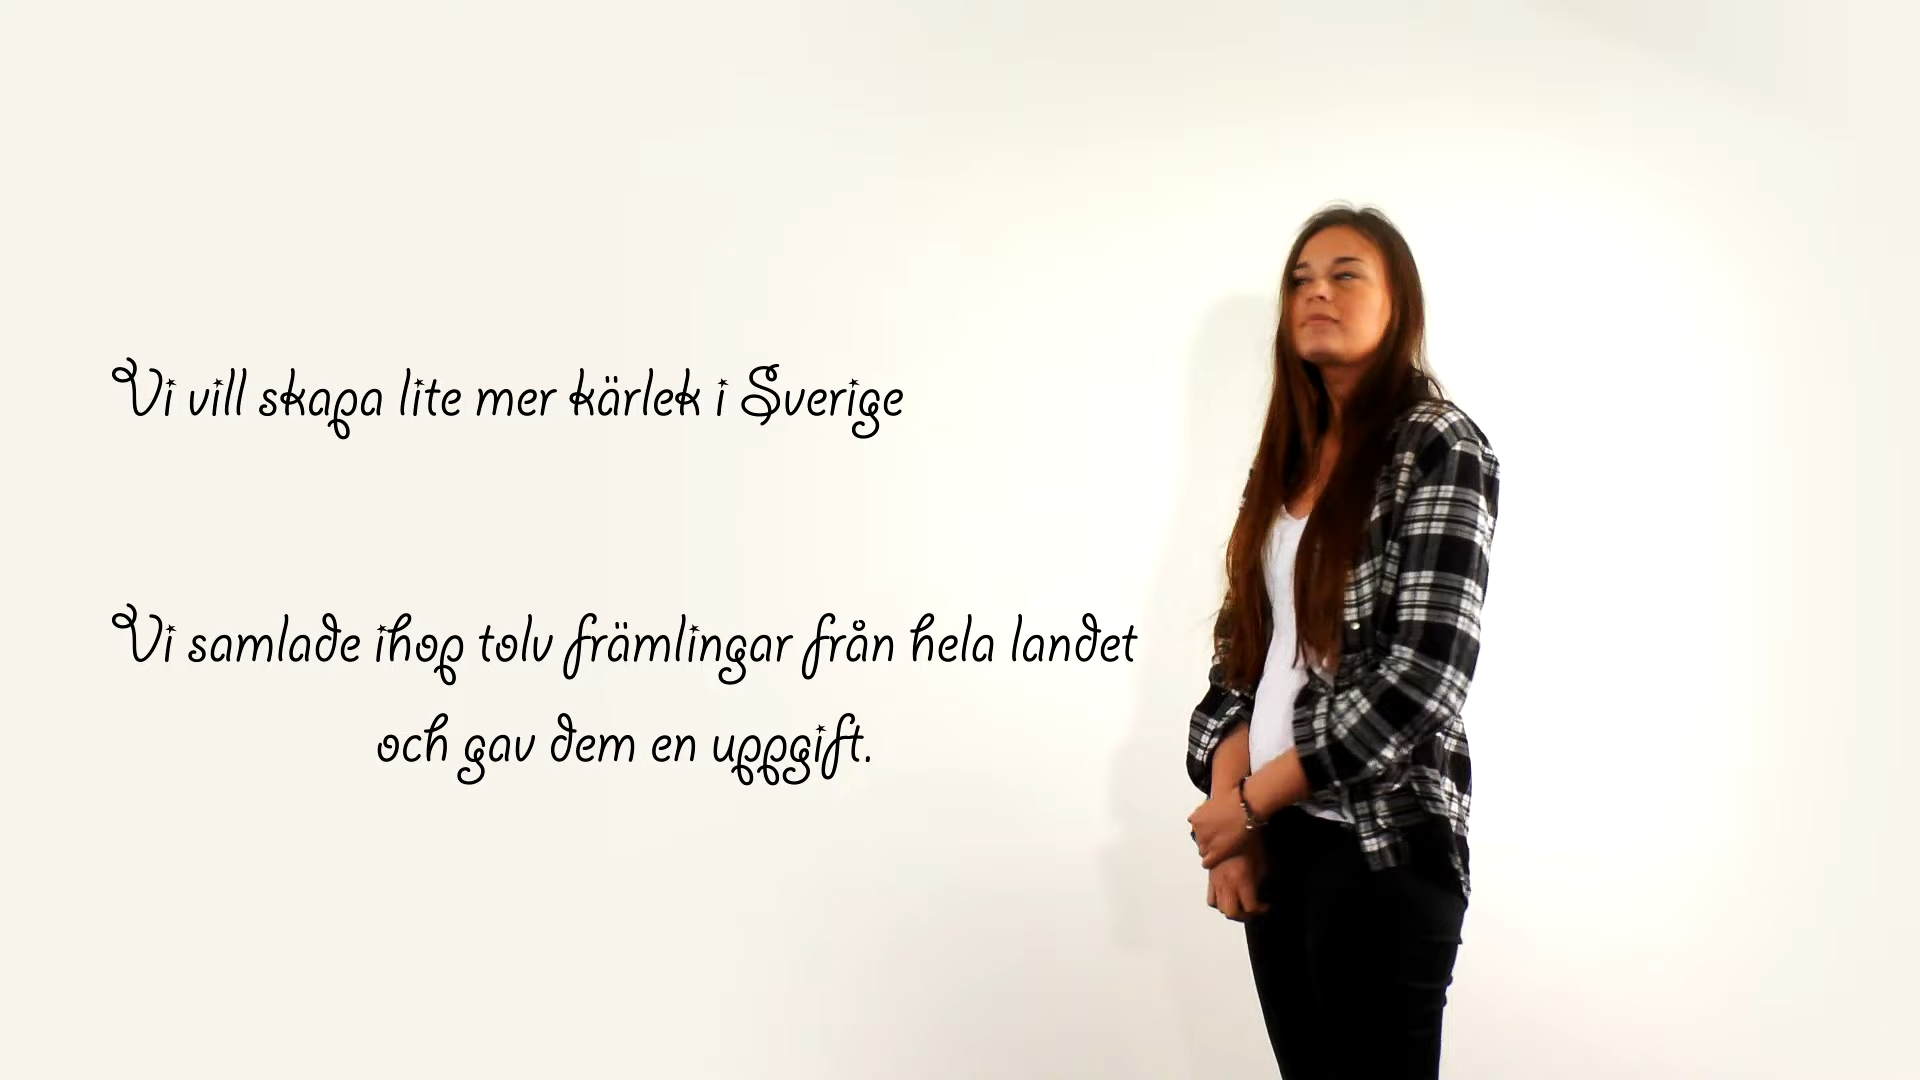 Vi vill skapa lite mer kärlek i Sverige
Vi samlade ihop tolv främlingar från hela landet
och gav dem en uppgift.